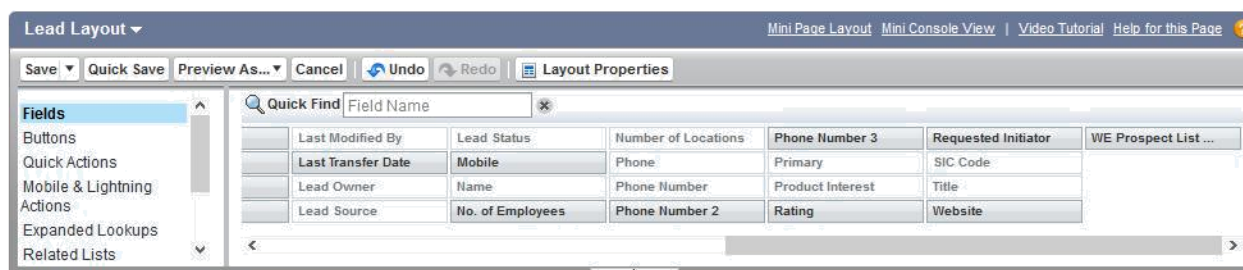 Lead Layout
Mini Page Layout Mini Console View | Video Tutorial Help for this Page
Save Quick Save Preview As... Cancel Undo Redo Layout Properties
Fields
Buttons
Quick Actions
Mobile & Lightning
Actions
Expanded Lookups
Related Lists
Quick Find Field Name
Last Modified By Lead Status Number of Locations Phone Number 3 Requested Initiator WE Prospect List ...
Last Transfer Date Mobile Phone Primary SIC Code
Lead Owner Name Phone Number Product Interest Title
Lead Source No. of Employees Phone Number 2 Rating Website